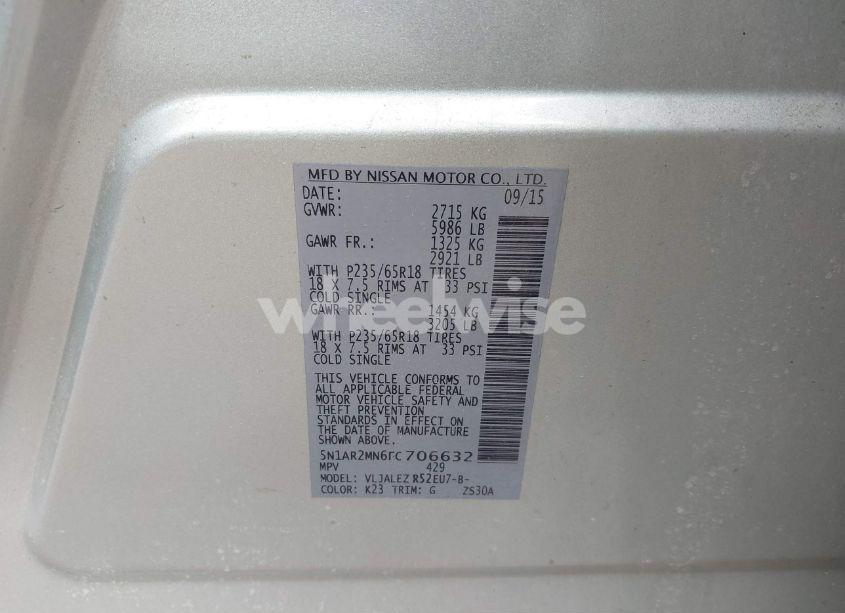 MFD BY NISSAN MOTOR CO., LTD.
DATE: 09/15
GVWR: 2715 KG
5986 LB
GAWR FR.: 1325 KG
2921 LB
WITH P235/65R18 TIRES
18 X 7.5 RIMS AT 33 PSI
COLD SINGLE
GAWR RR.: 1454 KG
3205 LB
WITH P235/65R18 TIRES
18 X 7.5 RIMS AT 33 PSI
COLD SINGLE
wheelwise
THIS VEHICLE CONFORMS TO
ALL APPLICABLE FEDERAL
MOTOR VEHICLE SAFETY AND
THEFT PREVENTION
STANDARDS IN EFFECT ON
THE DATE OF MANUFACTURE
SHOWN ABOVE.
5N1AR2MN6FC706632
MPV 429
MODEL: VLJALEZ R52EU7-B-
COLOR: K23 TRIM: G ZS30A